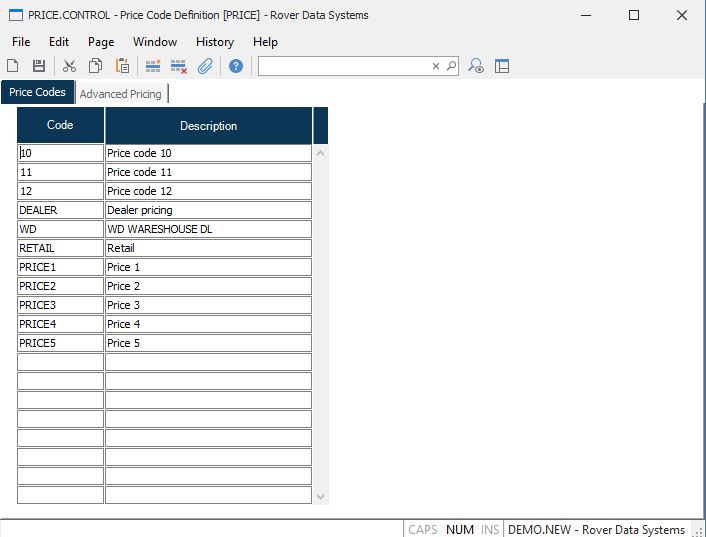 PRICE.CONTROL - Price Code Definition [PRICE] - Rover Data Systems
File Edit Page Window History Help
Price Codes Advanced Pricing
Code Description
10 Price code 10
11 Price code 11
12 Price code 12
DEALER Dealer pricing
WD WD WARESHOUSE DL
RETAIL Retail
PRICE1 Price 1
PRICE2 Price 2
PRICE3 Price 3
PRICE4 Price 4
PRICE5 Price 5
CAPS NUM INS DEMO.NEW - Rover Data Systems